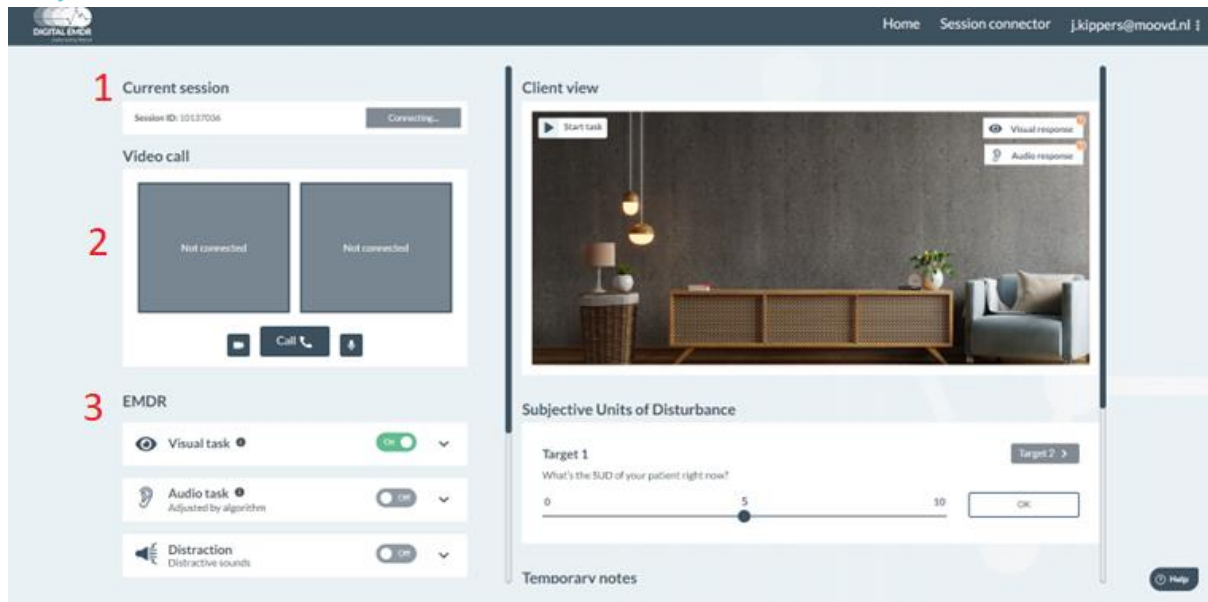 DIGITAL EMDR
Home Session connector j.kippers@moovd.nl
1 Current session
Session ID: 10137036 Connecting...
Video call
2 Not connected Not connected
Call
3 EMDR
Visual task On
Audio task Off
Adjusted by algorithm
Distraction Off
Distractive sounds
Client view
Start task Visual response
Audio response
Subjective Units of Disturbance
Target 1 Target 2 >
What's the SUD of your patient right now?
0 5 10 OK
Temporary notes
Help